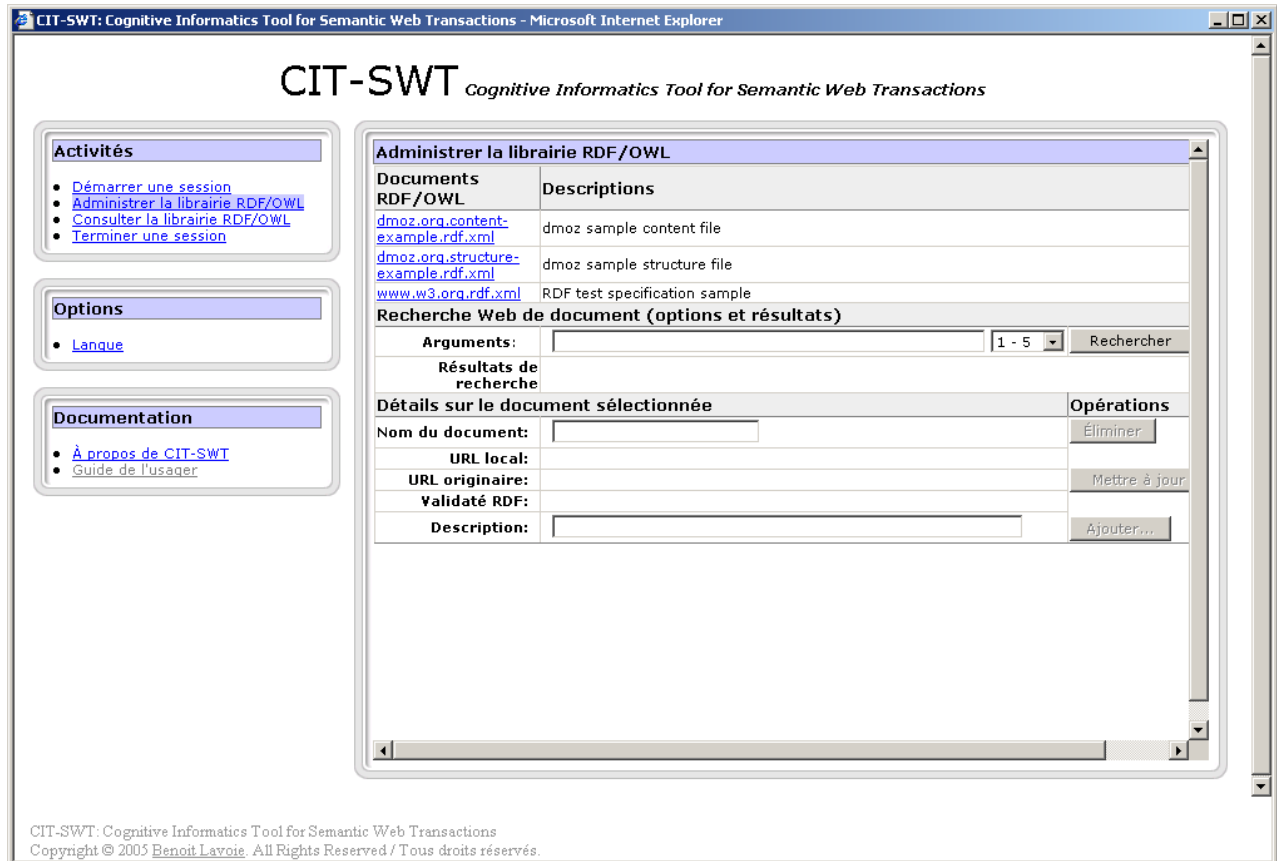 CIT-SWT: Cognitive Informatics Tool for Semantic Web Transactions - Microsoft Internet Explorer
CIT-SWT Cognitive Informatics Tool for Semantic Web Transactions
Activités
Démarrer une session
Administrer la librairie RDF/OWL
Consulter la librairie RDF/OWL
Terminer une session
Options
Langue
Documentation
À propos de CIT-SWT
Guide de l'usager
Administrer la librairie RDF/OWL
Documents RDF/OWL Descriptions
dmoz.org.content-example.rdf.xml dmoz sample content file
dmoz.org.structure-example.rdf.xml dmoz sample structure file
www.w3.org.rdf.xml RDF test specification sample
Recherche Web de document (options et résultats)
Arguments: 1 - 5 Rechercher
Résultats de recherche
Détails sur le document sélectionnée Opérations
Nom du document: Éliminer
URL local:
URL originaire: Mettre à jour
Validaté RDF:
Description: Ajouter...
CIT-SWT: Cognitive Informatics Tool for Semantic Web Transactions
Copyright © 2005 Benoit Lavoie. All Rights Reserved / Tous droits réservés.